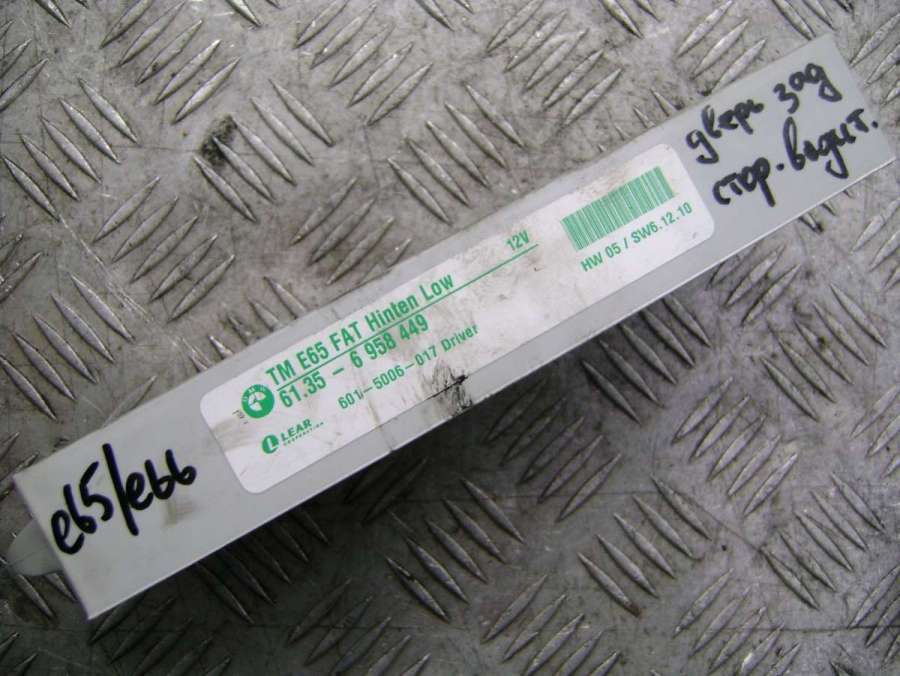 дверь зад
стор. водит.
TM E65 FAT Hinten Low 12V
61.35 - 6 958 449
601-5006-017 Driver
HW 05 / SW6.12.10
LEAR
CORPORATION
e65/e66